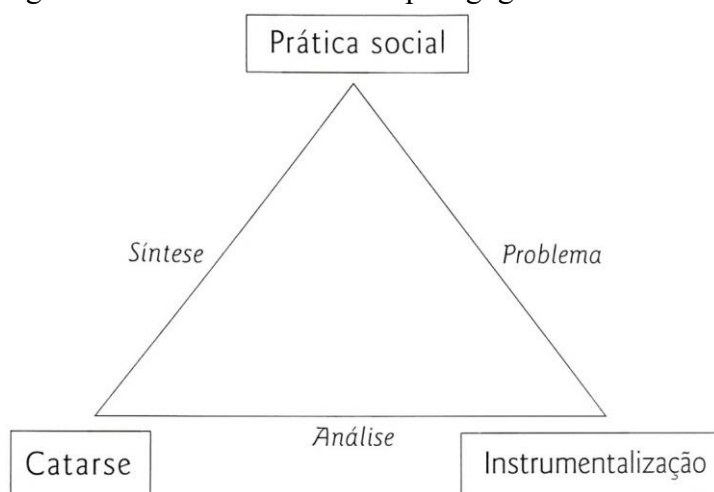 Prática social
Síntese
Problema
Análise
Catarse
Instrumentalização